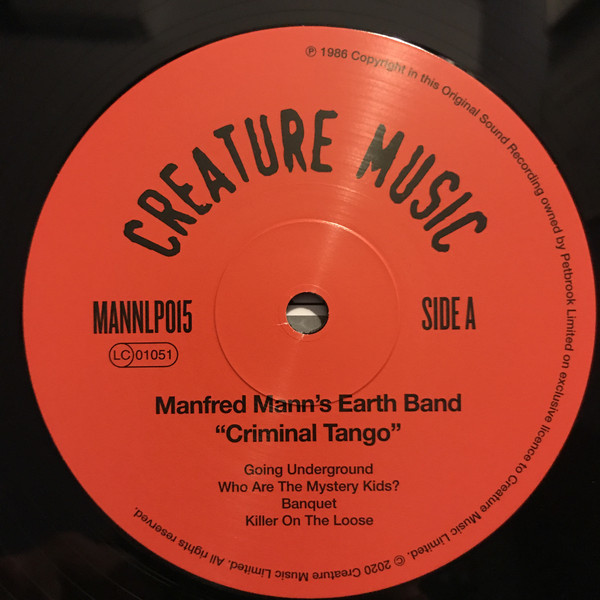 ℗ 1986 Copyright in this Original Sound Recording owned by Petbrook Limited on exclusive licence to Creature Music Limited. © 2020 Creature Music Limited. All rights reserved.
CREATURE MUSIC
MANNLP015
SIDE A
LC 01051
Manfred Mann's Earth Band
“Criminal Tango”
Going Underground
Who Are The Mystery Kids?
Banquet
Killer On The Loose